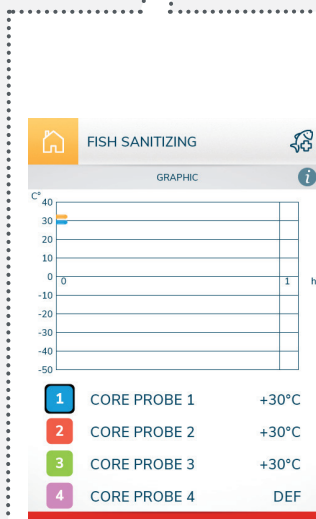 FISH SANITIZING
GRAPHIC
i
C°
40
30
20
10
0
0
1
h
-10
-20
-30
-40
-50
1 CORE PROBE 1 +30°C
2 CORE PROBE 2 +30°C
3 CORE PROBE 3 +30°C
4 CORE PROBE 4 DEF